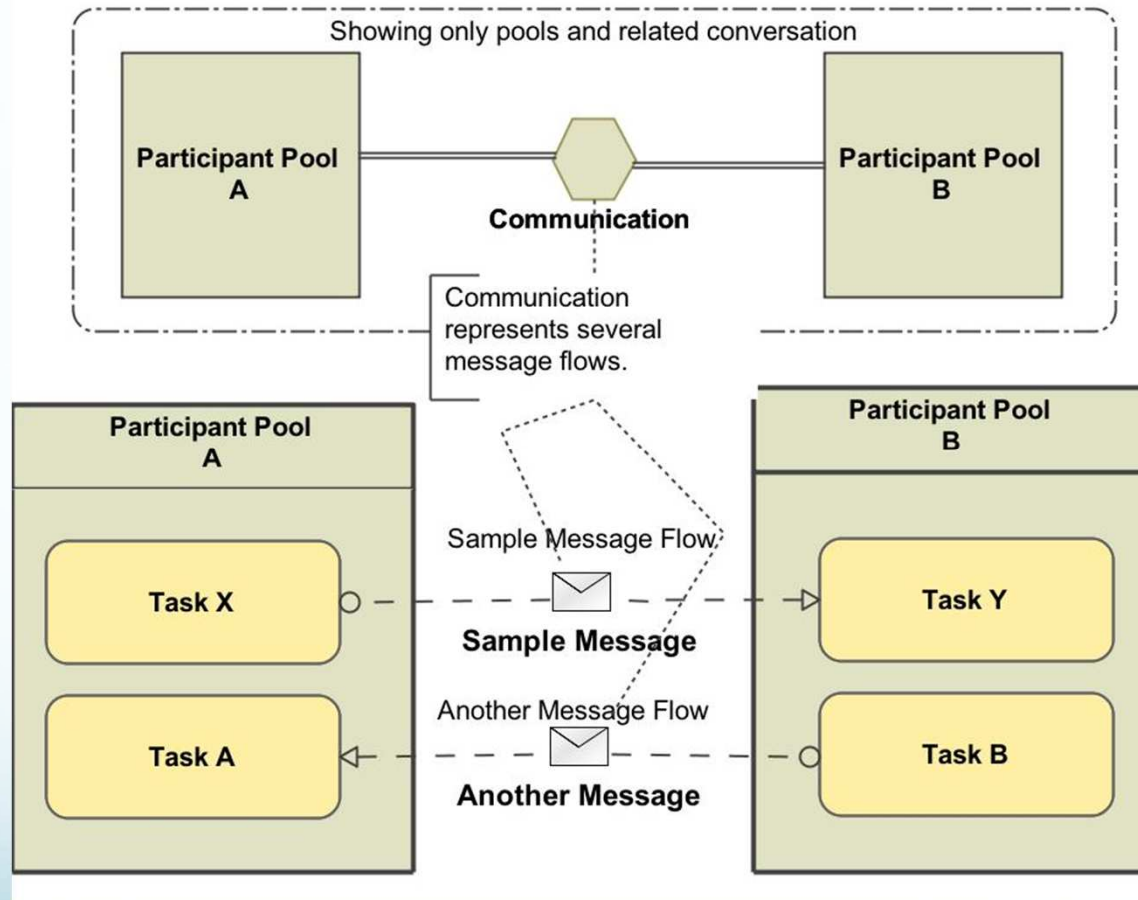 Showing only pools and related conversation
Participant Pool
A
Participant Pool
B
Communication
Communication
represents several
message flows.
Participant Pool
A
Participant Pool
B
Sample Message Flow
Task X
Task Y
Sample Message
Another Message Flow
Task A
Task B
Another Message